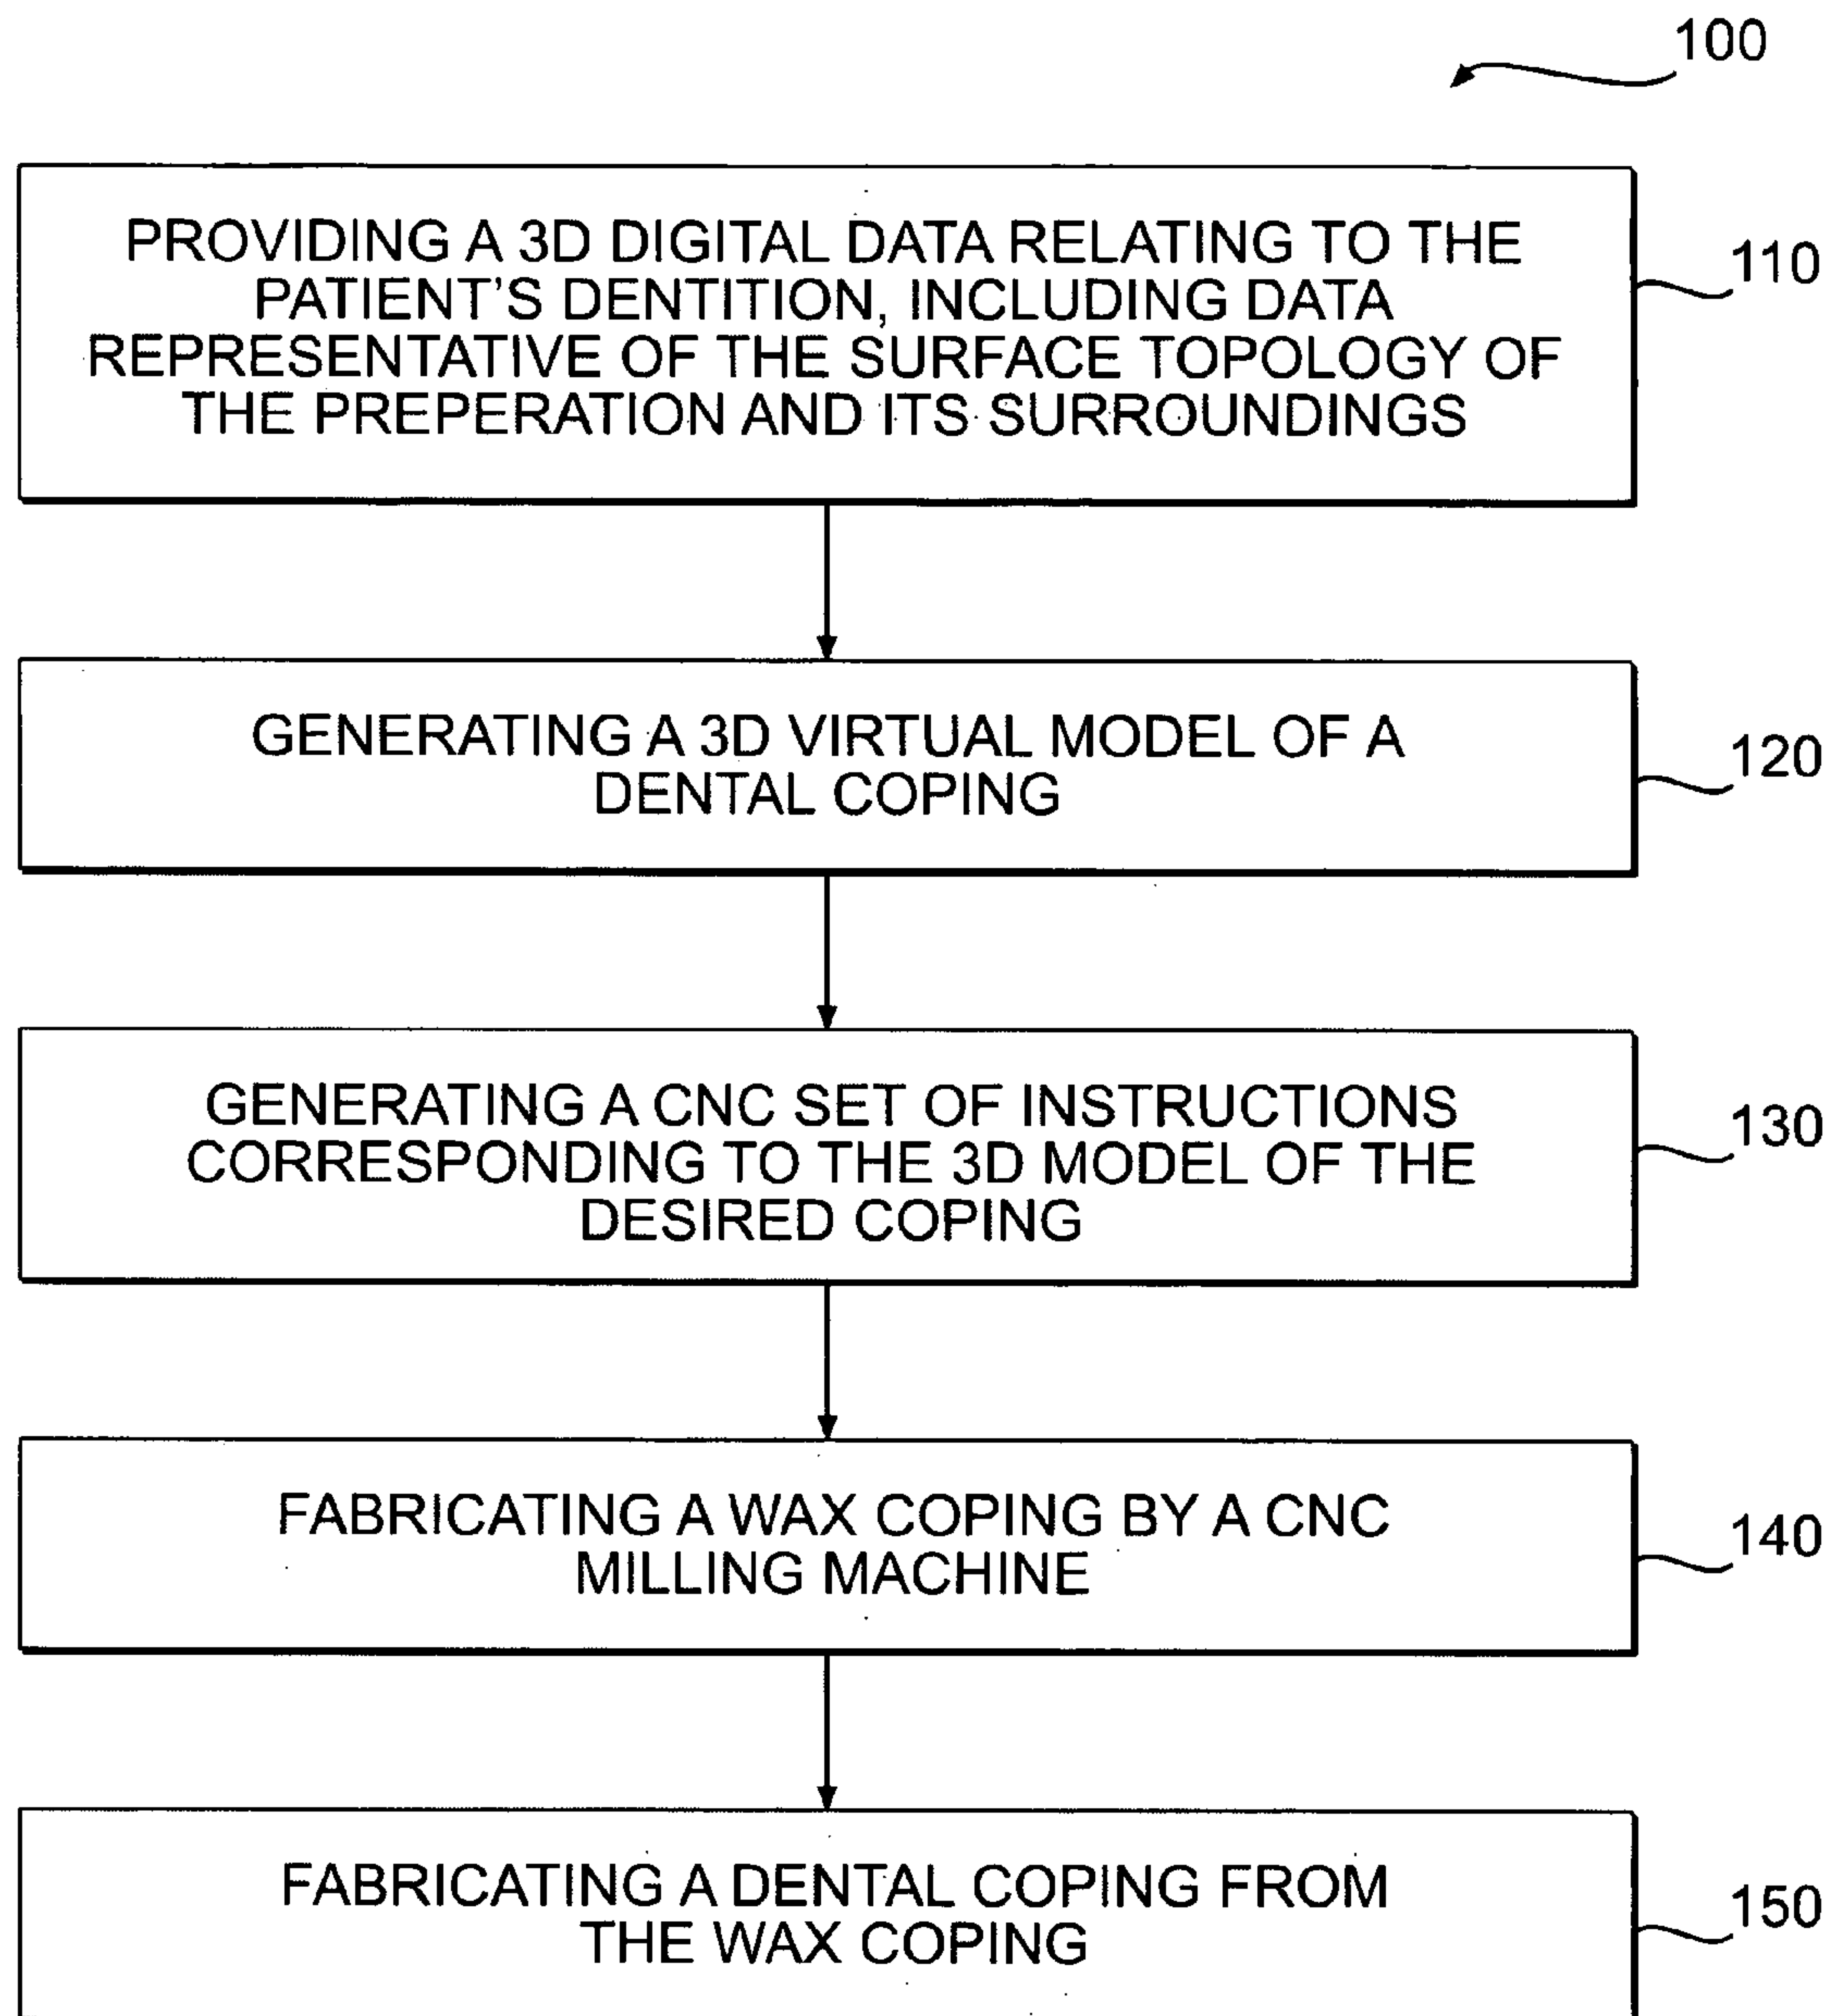 100
PROVIDING A 3D DIGITAL DATA RELATING TO THE
PATIENT'S DENTITION, INCLUDING DATA
REPRESENTATIVE OF THE SURFACE TOPOLOGY OF
THE PREPERATION AND ITS SURROUNDINGS
110
GENERATING A 3D VIRTUAL MODEL OF A
DENTAL COPING
120
GENERATING A CNC SET OF INSTRUCTIONS
CORRESPONDING TO THE 3D MODEL OF THE
DESIRED COPING
130
FABRICATING A WAX COPING BY A CNC
MILLING MACHINE
140
FABRICATING A DENTAL COPING FROM
THE WAX COPING
150